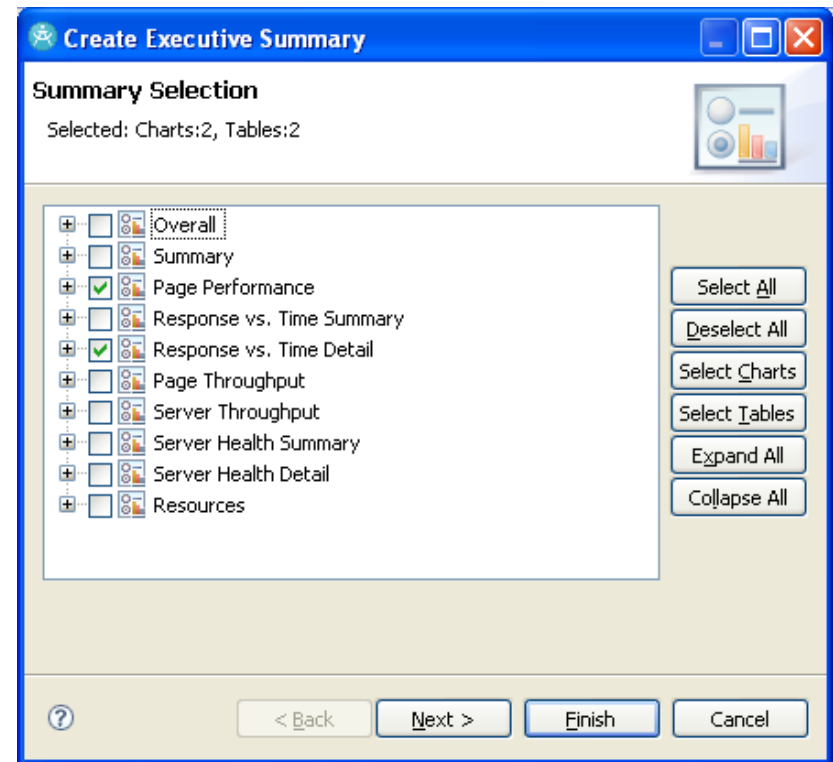 Create Executive Summary
Summary Selection
Selected: Charts:2, Tables:2
Overall
Summary
Page Performance
Response vs. Time Summary
Response vs. Time Detail
Page Throughput
Server Throughput
Server Health Summary
Server Health Detail
Resources
Select All
Deselect All
Select Charts
Select Tables
Expand All
Collapse All
?
< Back
Next >
Finish
Cancel